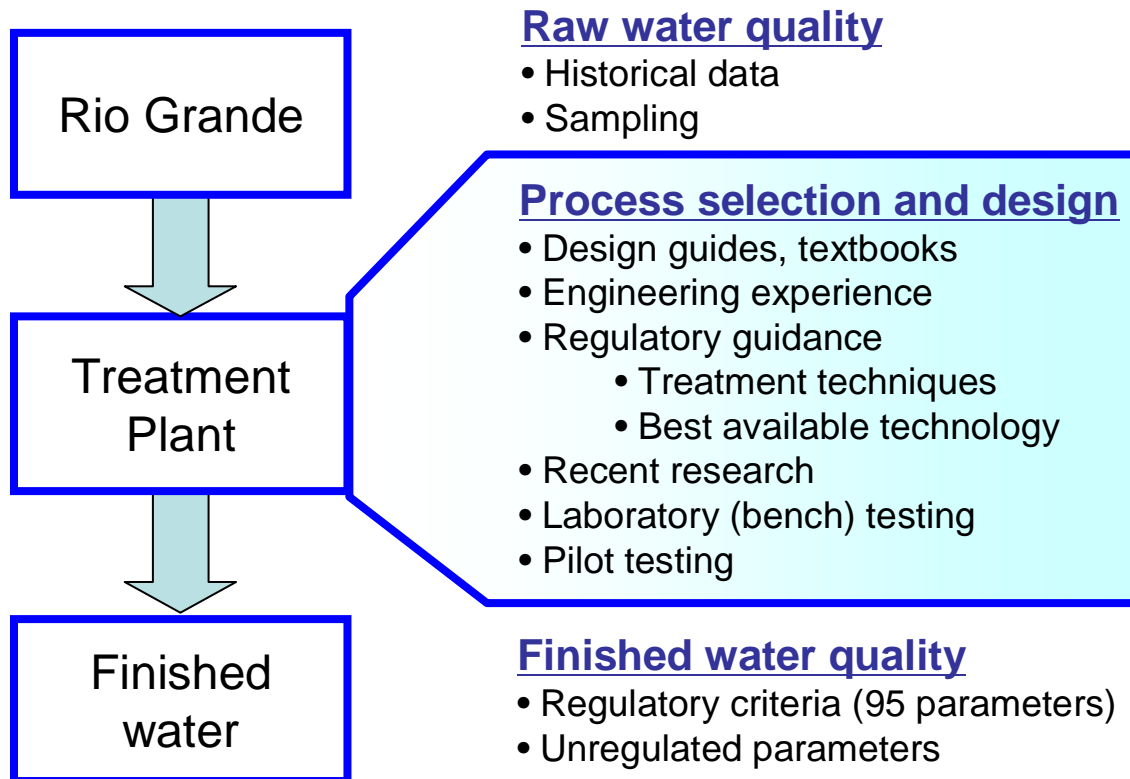 Rio Grande
Raw water quality
• Historical data
• Sampling
Treatment
Plant
Process selection and design
• Design guides, textbooks
• Engineering experience
• Regulatory guidance
• Treatment techniques
• Best available technology
• Recent research
• Laboratory (bench) testing
• Pilot testing
Finished
water
Finished water quality
• Regulatory criteria (95 parameters)
• Unregulated parameters